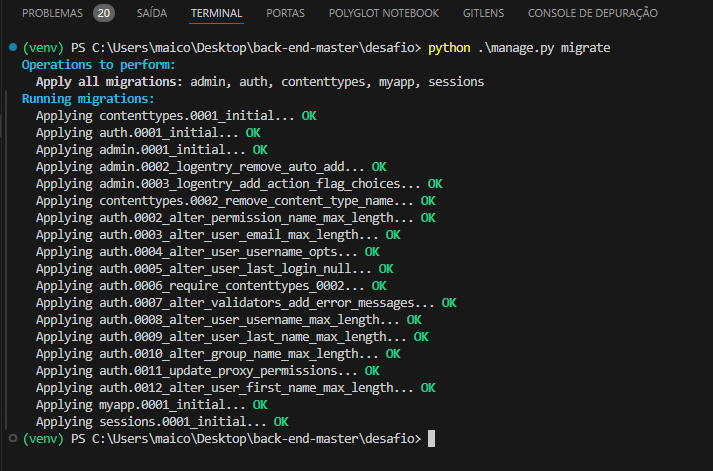 PROBLEMAS 20 SAÍDA TERMINAL PORTAS POLYGLOT NOTEBOOK GITLENS CONSOLE DE DEPURAÇÃO
(venv) PS C:\Users\maico\Desktop\back-end-master\desafio> python .\manage.py migrate
Operations to perform:
  Apply all migrations: admin, auth, contenttypes, myapp, sessions
Running migrations:
  Applying contenttypes.0001_initial... OK
  Applying auth.0001_initial... OK
  Applying admin.0001_initial... OK
  Applying admin.0002_logentry_remove_auto_add... OK
  Applying admin.0003_logentry_add_action_flag_choices... OK
  Applying contenttypes.0002_remove_content_type_name... OK
  Applying auth.0002_alter_permission_name_max_length... OK
  Applying auth.0003_alter_user_email_max_length... OK
  Applying auth.0004_alter_user_username_opts... OK
  Applying auth.0005_alter_user_last_login_null... OK
  Applying auth.0006_require_contenttypes_0002... OK
  Applying auth.0007_alter_validators_add_error_messages... OK
  Applying auth.0008_alter_user_username_max_length... OK
  Applying auth.0009_alter_user_last_name_max_length... OK
  Applying auth.0010_alter_group_name_max_length... OK
  Applying auth.0011_update_proxy_permissions... OK
  Applying auth.0012_alter_user_first_name_max_length... OK
  Applying myapp.0001_initial... OK
  Applying sessions.0001_initial... OK
(venv) PS C:\Users\maico\Desktop\back-end-master\desafio>